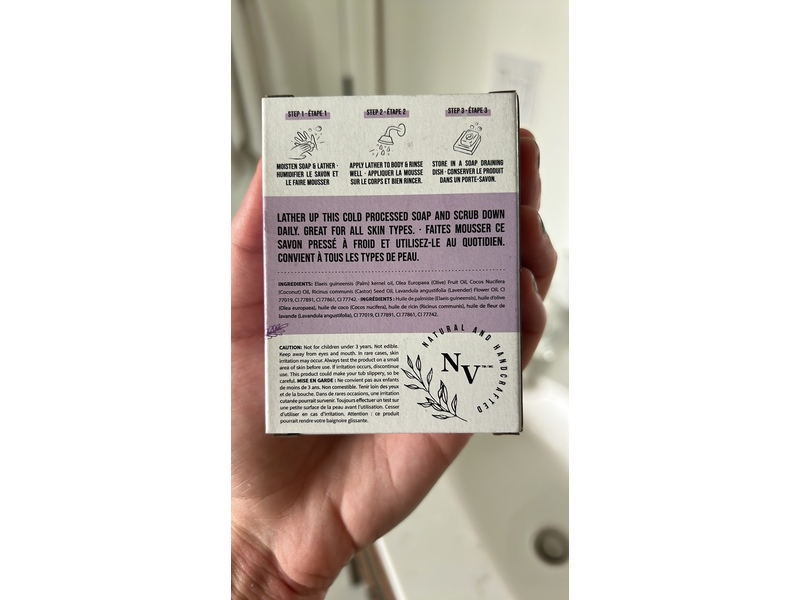 STEP 1 · ÉTAPE 1
STEP 2 · ÉTAPE 2
STEP 3 · ÉTAPE 3
MOISTEN SOAP & LATHER ·
HUMIDIFIER LE SAVON ET
LE FAIRE MOUSSER
APPLY LATHER TO BODY & RINSE
WELL · APPLIQUER LA MOUSSE
SUR LE CORPS ET BIEN RINCER.
STORE IN A SOAP DRAINING
DISH · CONSERVER LE PRODUIT
DANS UN PORTE-SAVON.
LATHER UP THIS COLD PROCESSED SOAP AND SCRUB DOWN
DAILY. GREAT FOR ALL SKIN TYPES. · FAITES MOUSSER CE
SAVON PRESSÉ À FROID ET UTILISEZ-LE AU QUOTIDIEN.
CONVIENT À TOUS LES TYPES DE PEAU.
INGREDIENTS: Elaeis guineensis (Palm) kernel oil, Olea Europaea (Olive) Fruit Oil, Cocos Nucifera
(Coconut) Oil, Ricinus communis (Castor) Seed Oil, Lavandula angustifolia (Lavender) Flower Oil, CI
77019, CI 77891, CI 77861, CI 77742. · INGRÉDIENTS : Huile de palmiste (Elaeis guineensis), huile d'olive
(Olea europaea), huile de coco (Cocos nucifera), huile de ricin (Ricinus communis), huile de fleur de
lavande (Lavandula angustifolia), CI 77019, CI 77891, CI 77861, CI 77742.
CAUTION: Not for children under 3 years. Not edible.
Keep away from eyes and mouth. In rare cases, skin
irritation may occur. Always test the product on a small
area of skin before use. If irritation occurs, discontinue
use. This product could make your tub slippery, so be
careful. MISE EN GARDE : Ne convient pas aux enfants
de moins de 3 ans. Non comestible. Tenir loin des yeux
et de la bouche. Dans de rares occasions, une irritation
cutanée pourrait survenir. Toujours effectuer un test sur
une petite surface de la peau avant l'utilisation. Cesser
d'utiliser en cas d'irritation. Attention : ce produit
pourrait rendre votre baignoire glissante.
NATURAL AND HANDCRAFTED
NV TM / MC